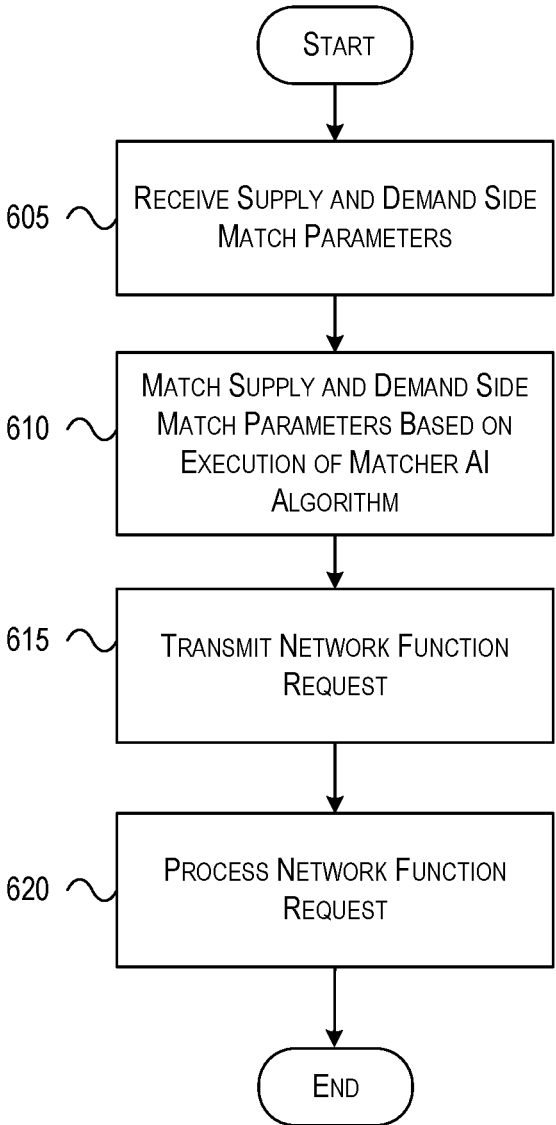 START
605
RECEIVE SUPPLY AND DEMAND SIDE
MATCH PARAMETERS
610
MATCH SUPPLY AND DEMAND SIDE
MATCH PARAMETERS BASED ON
EXECUTION OF MATCHER AI
ALGORITHM
615
TRANSMIT NETWORK FUNCTION
REQUEST
620
PROCESS NETWORK FUNCTION
REQUEST
END